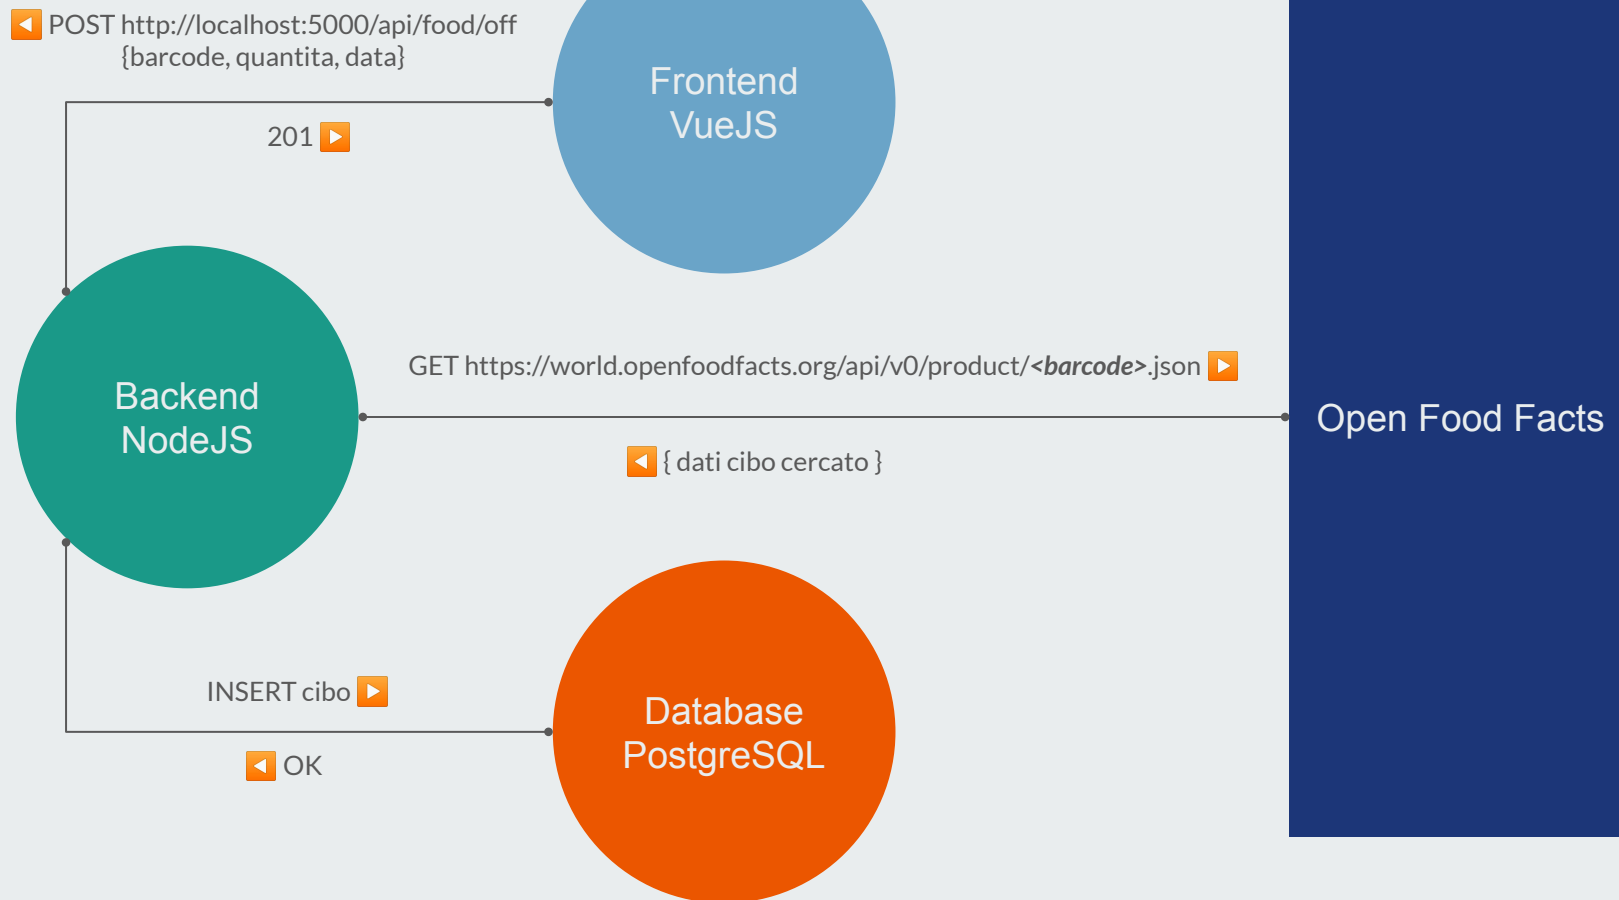 ◀ POST http://localhost:5000/api/food/off
{barcode, quantita, data}
Frontend
VueJS
201 ▶
GET https://world.openfoodfacts.org/api/v0/product/<barcode>.json ▶
Backend
NodeJS
Open Food Facts
◀ { dati cibo cercato }
INSERT cibo ▶
Database
PostgreSQL
◀ OK